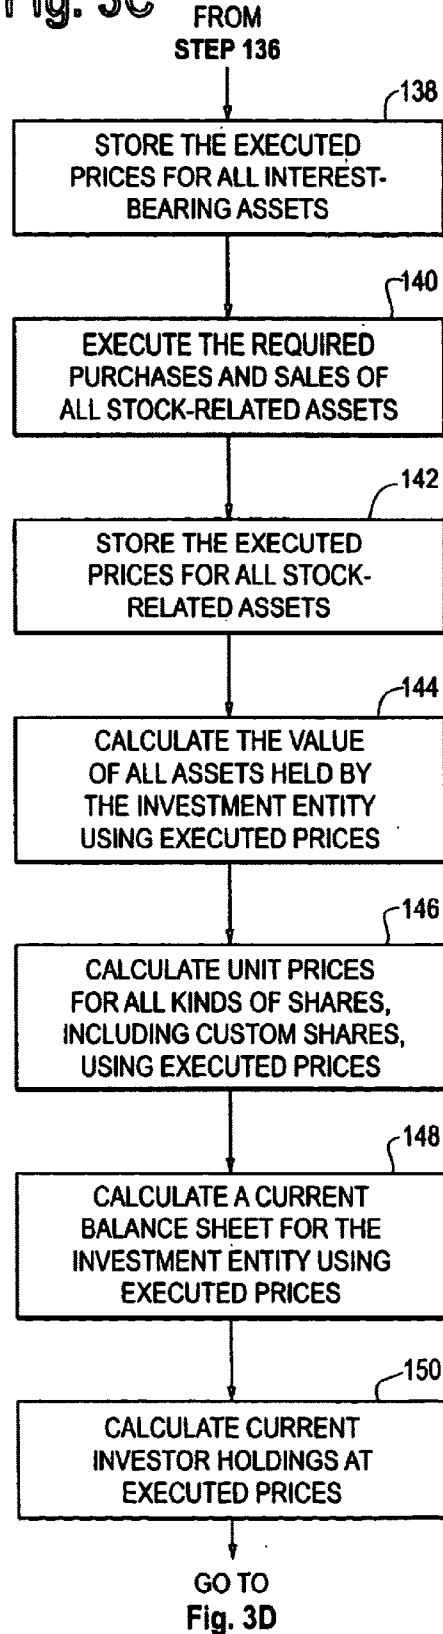 Fig. 3C
FROM
STEP 136
138
STORE THE EXECUTED
PRICES FOR ALL INTEREST-
BEARING ASSETS
140
EXECUTE THE REQUIRED
PURCHASES AND SALES OF
ALL STOCK-RELATED ASSETS
142
STORE THE EXECUTED
PRICES FOR ALL STOCK-
RELATED ASSETS
144
CALCULATE THE VALUE
OF ALL ASSETS HELD BY
THE INVESTMENT ENTITY
USING EXECUTED PRICES
146
CALCULATE UNIT PRICES
FOR ALL KINDS OF SHARES,
INCLUDING CUSTOM SHARES,
USING EXECUTED PRICES
148
CALCULATE A CURRENT
BALANCE SHEET FOR THE
INVESTMENT ENTITY USING
EXECUTED PRICES
150
CALCULATE CURRENT
INVESTOR HOLDINGS AT
EXECUTED PRICES
GO TO
Fig. 3D